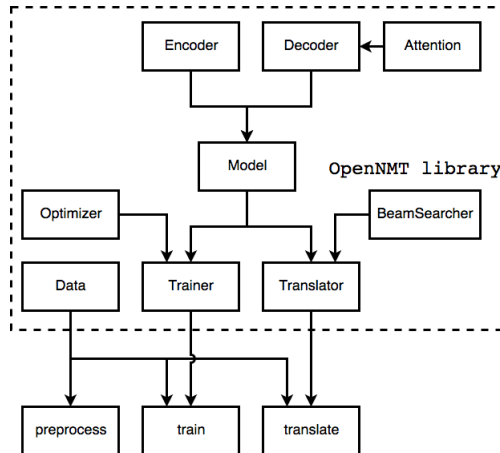 Encoder
Decoder
Attention
Model
OpenNMT library
Optimizer
BeamSearcher
Data
Trainer
Translator
preprocess
train
translate